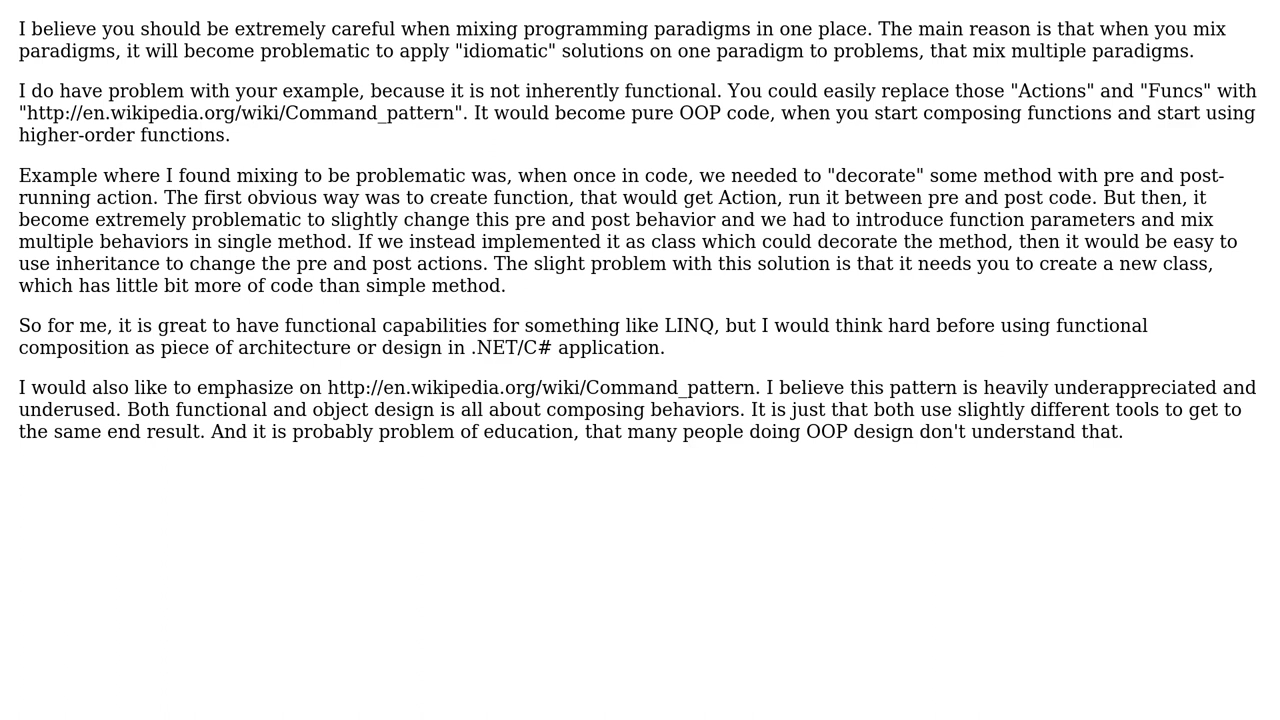 I believe you should be extremely careful when mixing programming paradigms in one place. The main reason is that when you mix
paradigms, it will become problematic to apply "idiomatic" solutions on one paradigm to problems, that mix multiple paradigms.
I do have problem with your example, because it is not inherently functional. You could easily replace those "Actions" and "Funcs" with
"http://en.wikipedia.org/wiki/Command_pattern". It would become pure OOP code, when you start composing functions and start using
higher-order functions.
Example where I found mixing to be problematic was, when once in code, we needed to "decorate" some method with pre and post-
running action. The first obvious way was to create function, that would get Action, run it between pre and post code. But then, it
become extremely problematic to slightly change this pre and post behavior and we had to introduce function parameters and mix
multiple behaviors in single method. If we instead implemented it as class which could decorate the method, then it would be easy to
use inheritance to change the pre and post actions. The slight problem with this solution is that it needs you to create a new class,
which has little bit more of code than simple method.
So for me, it is great to have functional capabilities for something like LINQ, but I would think hard before using functional
composition as piece of architecture or design in .NET/C# application.
I would also like to emphasize on http://en.wikipedia.org/wiki/Command_pattern. I believe this pattern is heavily underappreciated and
underused. Both functional and object design is all about composing behaviors. It is just that both use slightly different tools to get to
the same end result. And it is probably problem of education, that many people doing OOP design don't understand that.